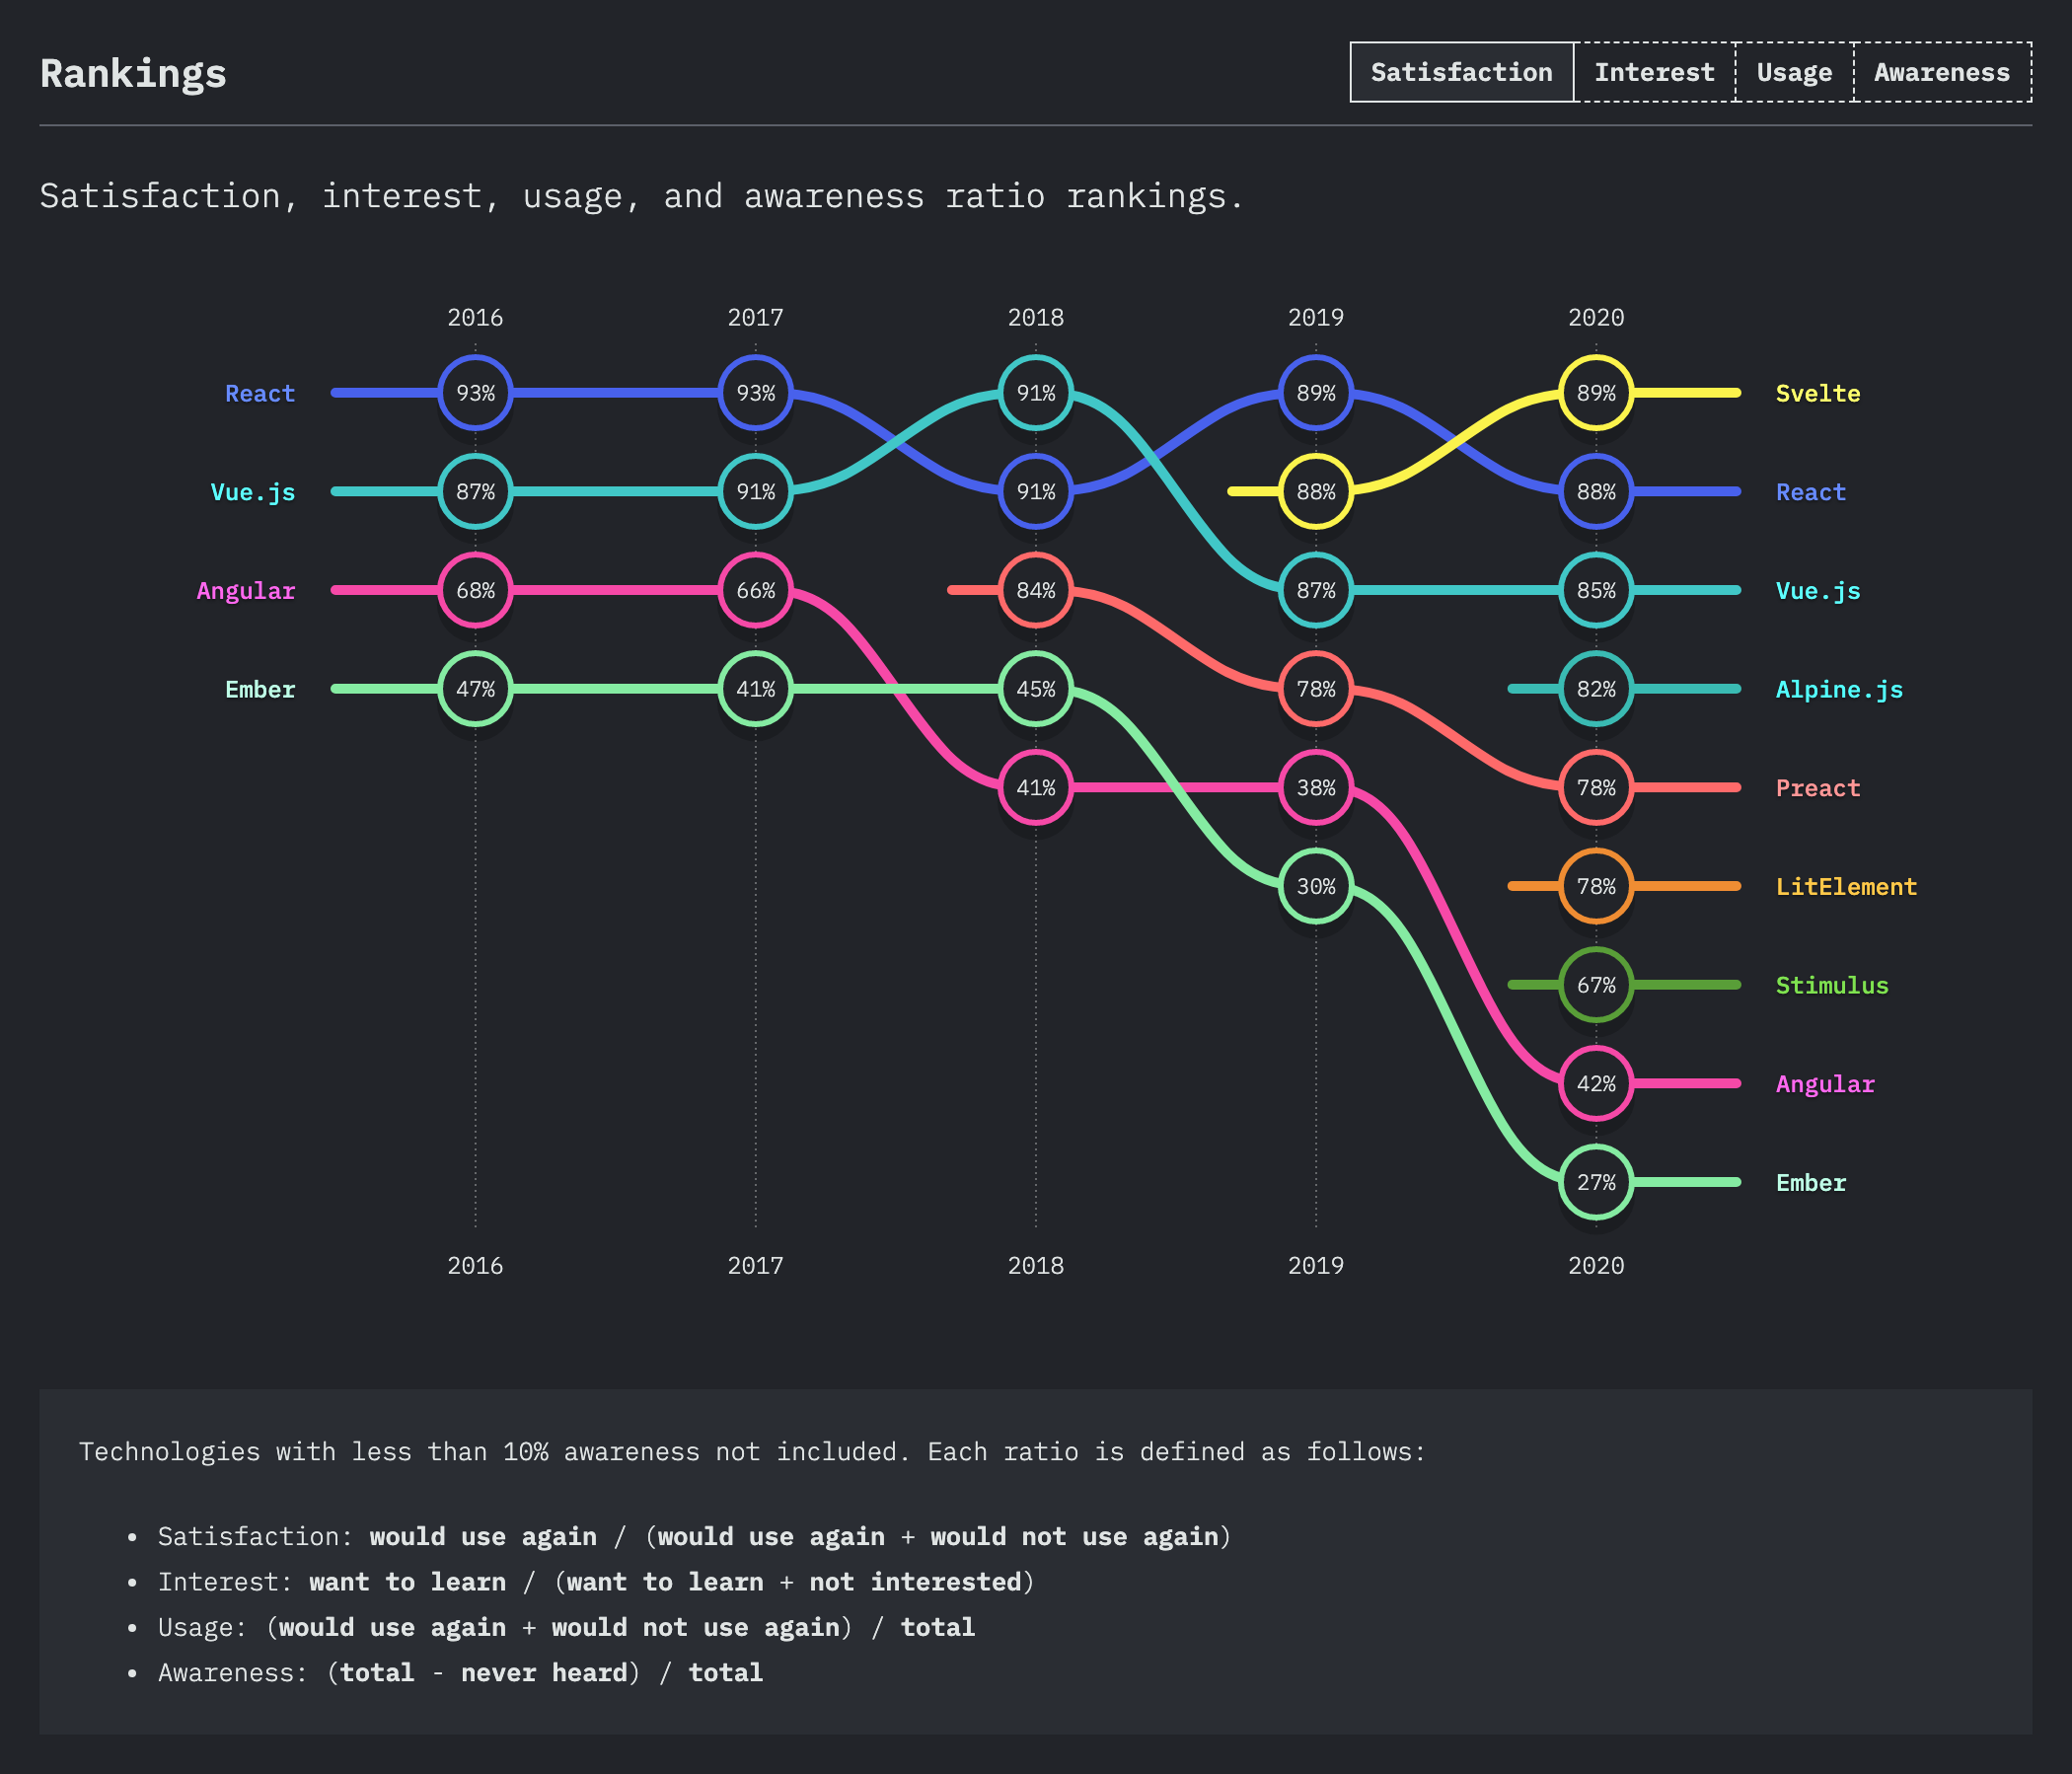 Rankings
Satisfaction Interest Usage Awareness
Satisfaction, interest, usage, and awareness ratio rankings.
2016 2017 2018 2019 2020
React 93% 93% 91% 89% 89% Svelte
Vue.js 87% 91% 91% 88% 88% React
Angular 68% 66% 84% 87% 85% Vue.js
Ember 47% 41% 45% 78% 82% Alpine.js
41% 38% 78% Preact
30% 78% LitElement
67% Stimulus
42% Angular
27% Ember
2016 2017 2018 2019 2020
Technologies with less than 10% awareness not included. Each ratio is defined as follows:
• Satisfaction: would use again / (would use again + would not use again)
• Interest: want to learn / (want to learn + not interested)
• Usage: (would use again + would not use again) / total
• Awareness: (total - never heard) / total